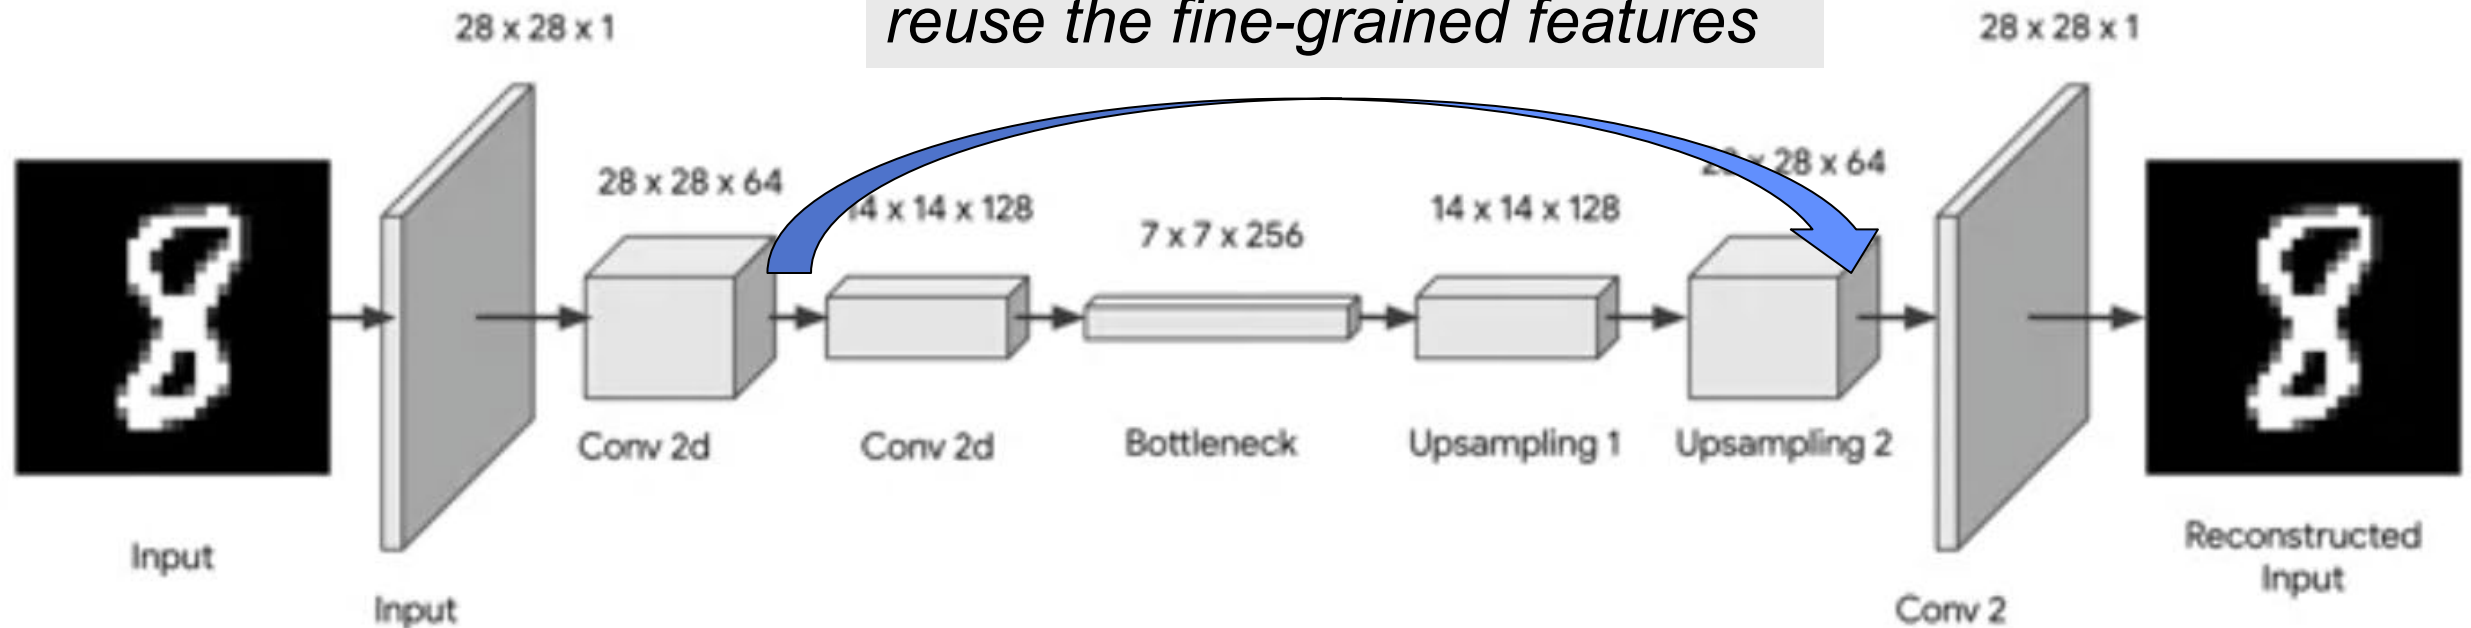 reuse the fine-grained features
28 x 28 x 1
28 x 28 x 1
28 x 28 x 64
14 x 14 x 128
7 x 7 x 256
14 x 14 x 128
28 x 28 x 64
Conv 2d
Conv 2d
Bottleneck
Upsampling 1
Upsampling 2
Input
Input
Conv 2
Reconstructed
Input